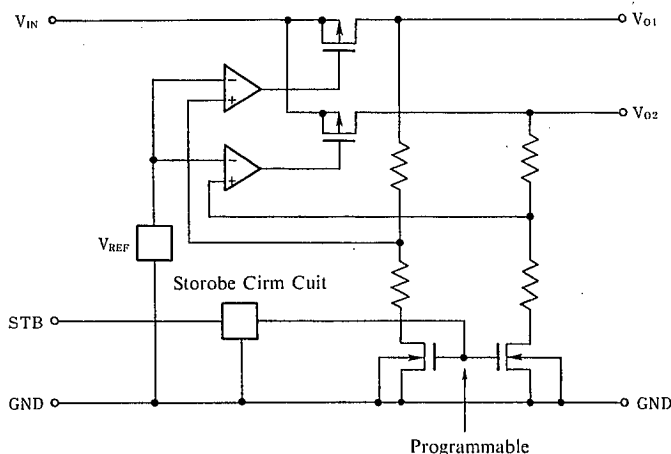 VIN
VO1
VO2
-
+
-
+
VREF
Storobe Cirm Cuit
STB
GND
GND
Programmable